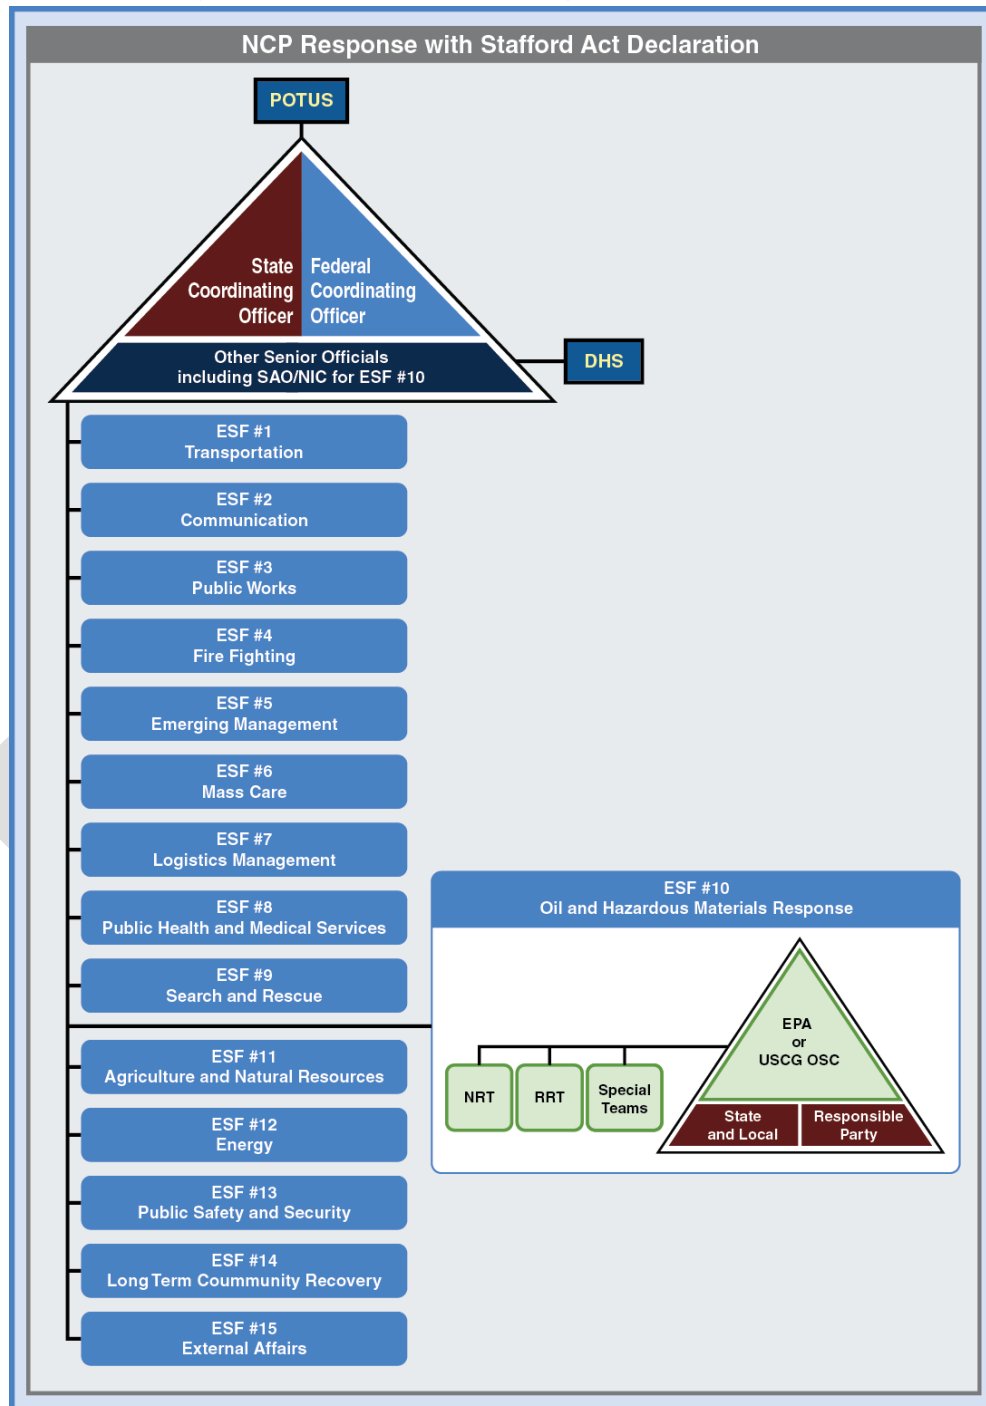 NCP Response with Stafford Act Declaration
POTUS
State
Coordinating
Officer
Federal
Coordinating
Officer
Other Senior Officials
including SAO/NIC for ESF #10
DHS
ESF #1
Transportation
ESF #2
Communication
ESF #3
Public Works
ESF #4
Fire Fighting
ESF #5
Emerging Management
ESF #6
Mass Care
ESF #7
Logistics Management
ESF #8
Public Health and Medical Services
ESF #9
Search and Rescue
ESF #10
Oil and Hazardous Materials Response
EPA
or
USCG OSC
NRT
RRT
Special
Teams
State
and Local
Responsible
Party
ESF #11
Agriculture and Natural Resources
ESF #12
Energy
ESF #13
Public Safety and Security
ESF #14
Long Term Coummunity Recovery
ESF #15
External Affairs